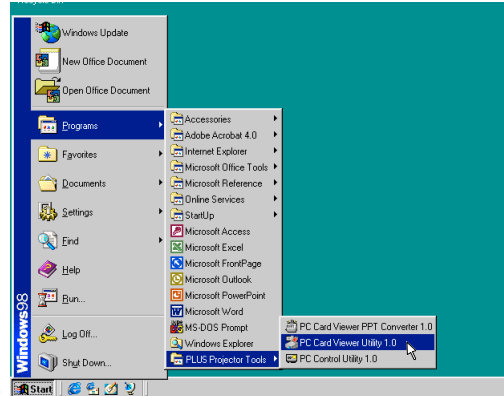 Windows Update
New Office Document
Open Office Document
Programs
Favorites
Documents
Settings
Find
Help
Run...
Log Off...
Shut Down...
Windows98
Accessories
Adobe Acrobat 4.0
Internet Explorer
Microsoft Office Tools
Microsoft Reference
Online Services
StartUp
Microsoft Access
Microsoft Excel
Microsoft FrontPage
Microsoft Outlook
Microsoft PowerPoint
Microsoft Word
MS-DOS Prompt
Windows Explorer
PLUS Projector Tools
PC Card Viewer PPT Converter 1.0
PC Card Viewer Utility 1.0
PC Control Utility 1.0
Start